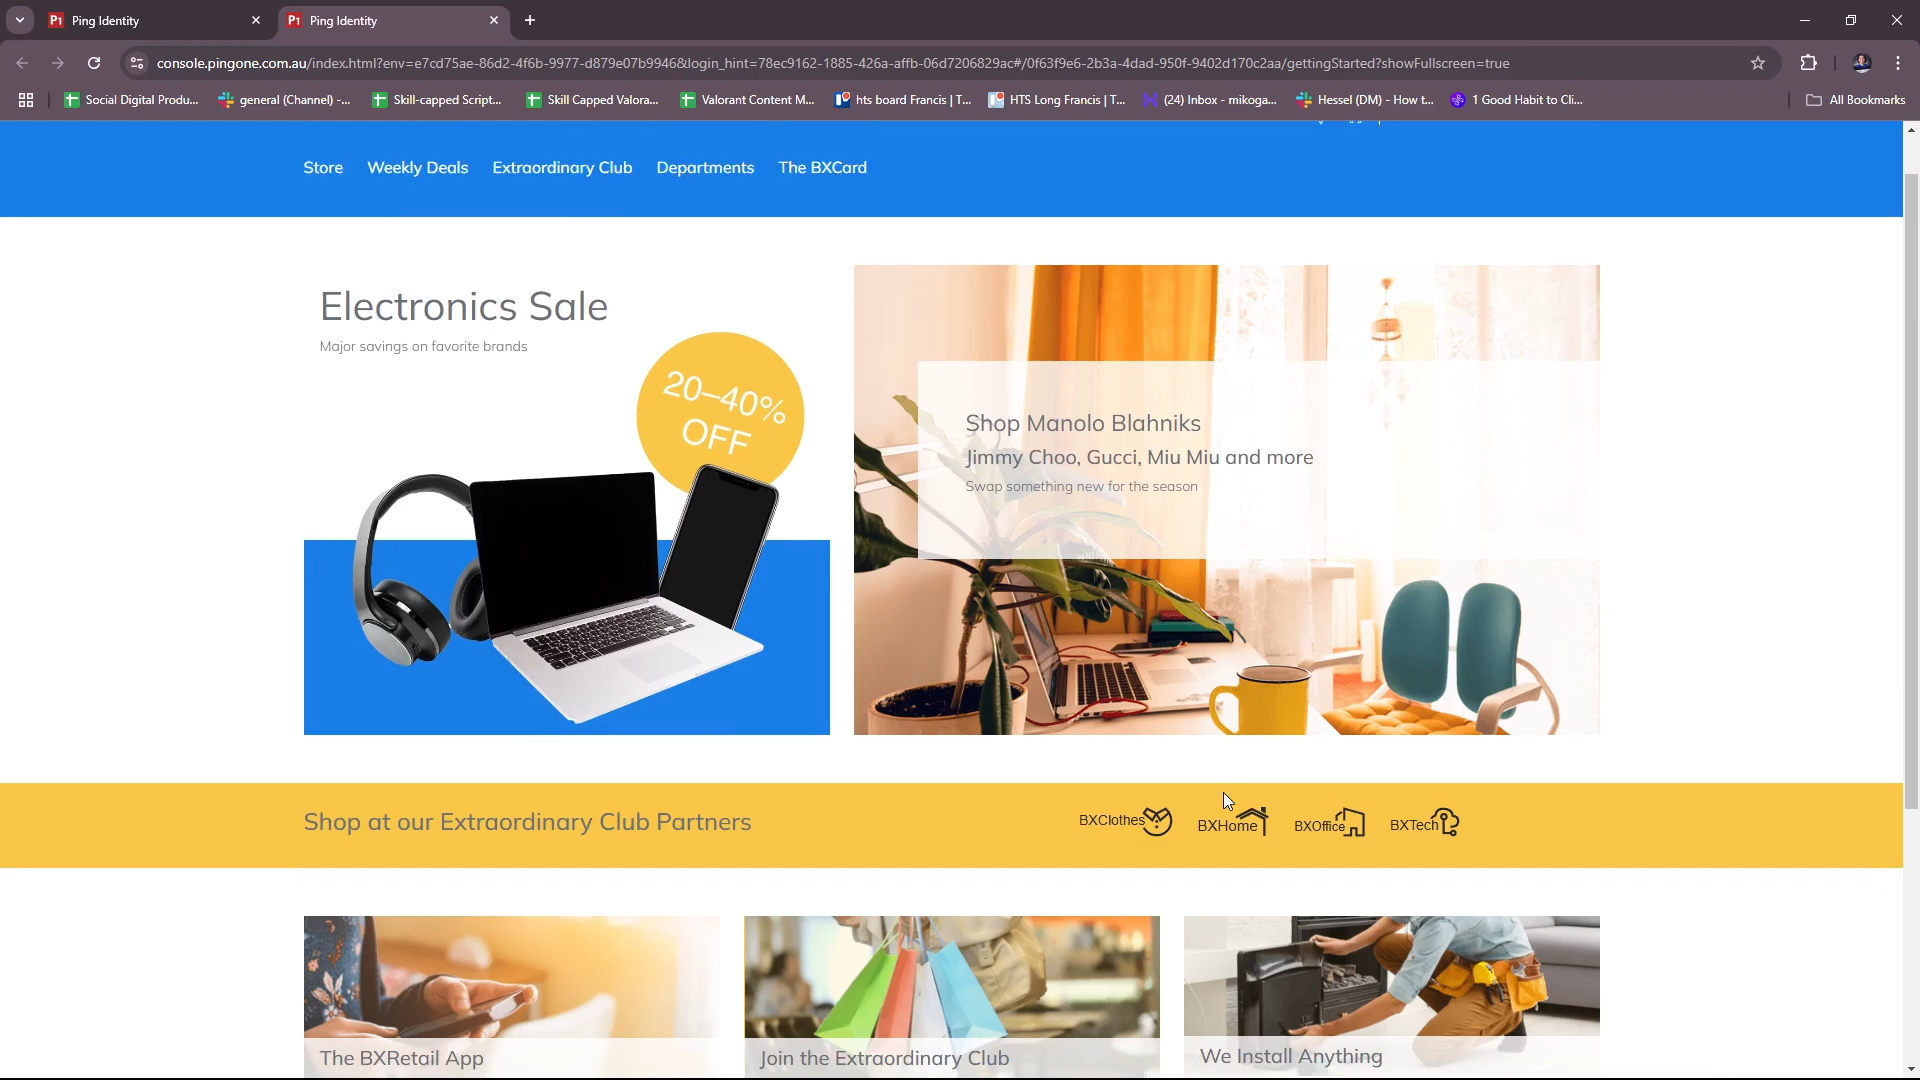 Ping Identity
Ping Identity
console.pingone.com.au/index.html?env=e7cd75ae-86d2-4f6b-9977-d879e07b9946&login_hint=78ec9162-1885-426a-affb-06d7206829ac#/0f63f9e6-2b3a-4dad-950f-9402d170c2aa/gettingStarted?showFullscreen=true
Social Digital Produ...
general (Channel) -...
Skill-capped Script...
Skill Capped Valora...
Valorant Content M...
hts board Francis | T...
HTS Long Francis | T...
(24) Inbox - mikoga...
Hessel (DM) - How t...
1 Good Habit to Cli...
All Bookmarks
Store
Weekly Deals
Extraordinary Club
Departments
The BXCard
Electronics Sale
Major savings on favorite brands
20–40%
OFF
Shop Manolo Blahniks
Jimmy Choo, Gucci, Miu Miu and more
Swap something new for the season
Shop at our Extraordinary Club Partners
BXClothes
BXHome
BXOffice
BXTech
The BXRetail App
Join the Extraordinary Club
We Install Anything